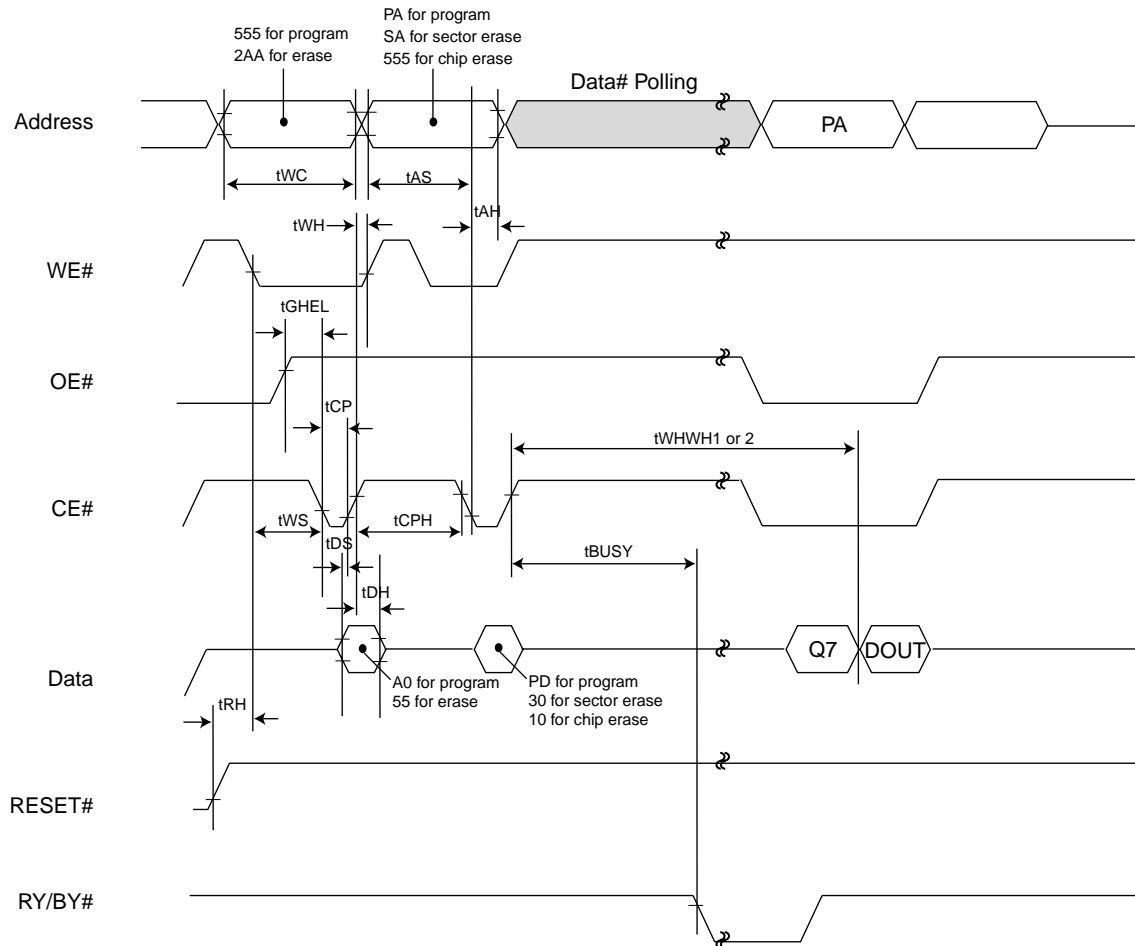 555 for program
2AA for erase
PA for program
SA for sector erase
555 for chip erase
Data# Polling
Address
PA
tWC
tAS
tAH
tWH
WE#
tGHEL
OE#
tCP
tWHWH1 or 2
CE#
tWS
tCPH
tDS
tBUSY
tDH
Data
Q7
DOUT
A0 for program
55 for erase
PD for program
30 for sector erase
10 for chip erase
tRH
RESET#
RY/BY#